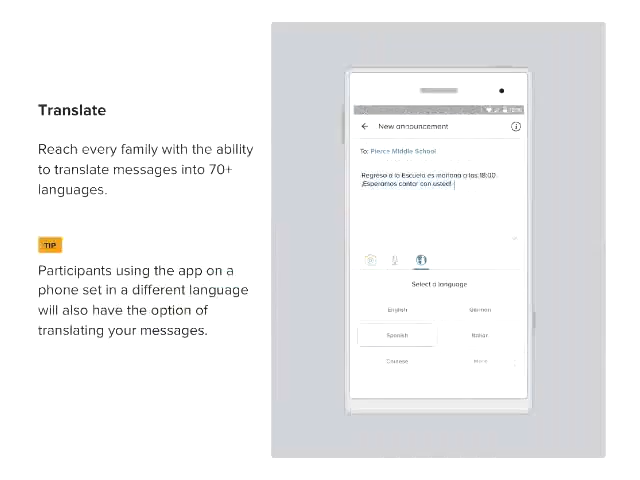 Translate
Reach every family with the ability
to translate messages into 70+
languages.
TIP
Participants using the app on a
phone set in a different language
will also have the option of
translating your messages.
New announcement
To: Pierce Middle School
Regreso a la Escuela es mañana a las 18:00.
¡Esperamos contar con usted!
Select a language
English
German
Spanish
Italian
Chinese